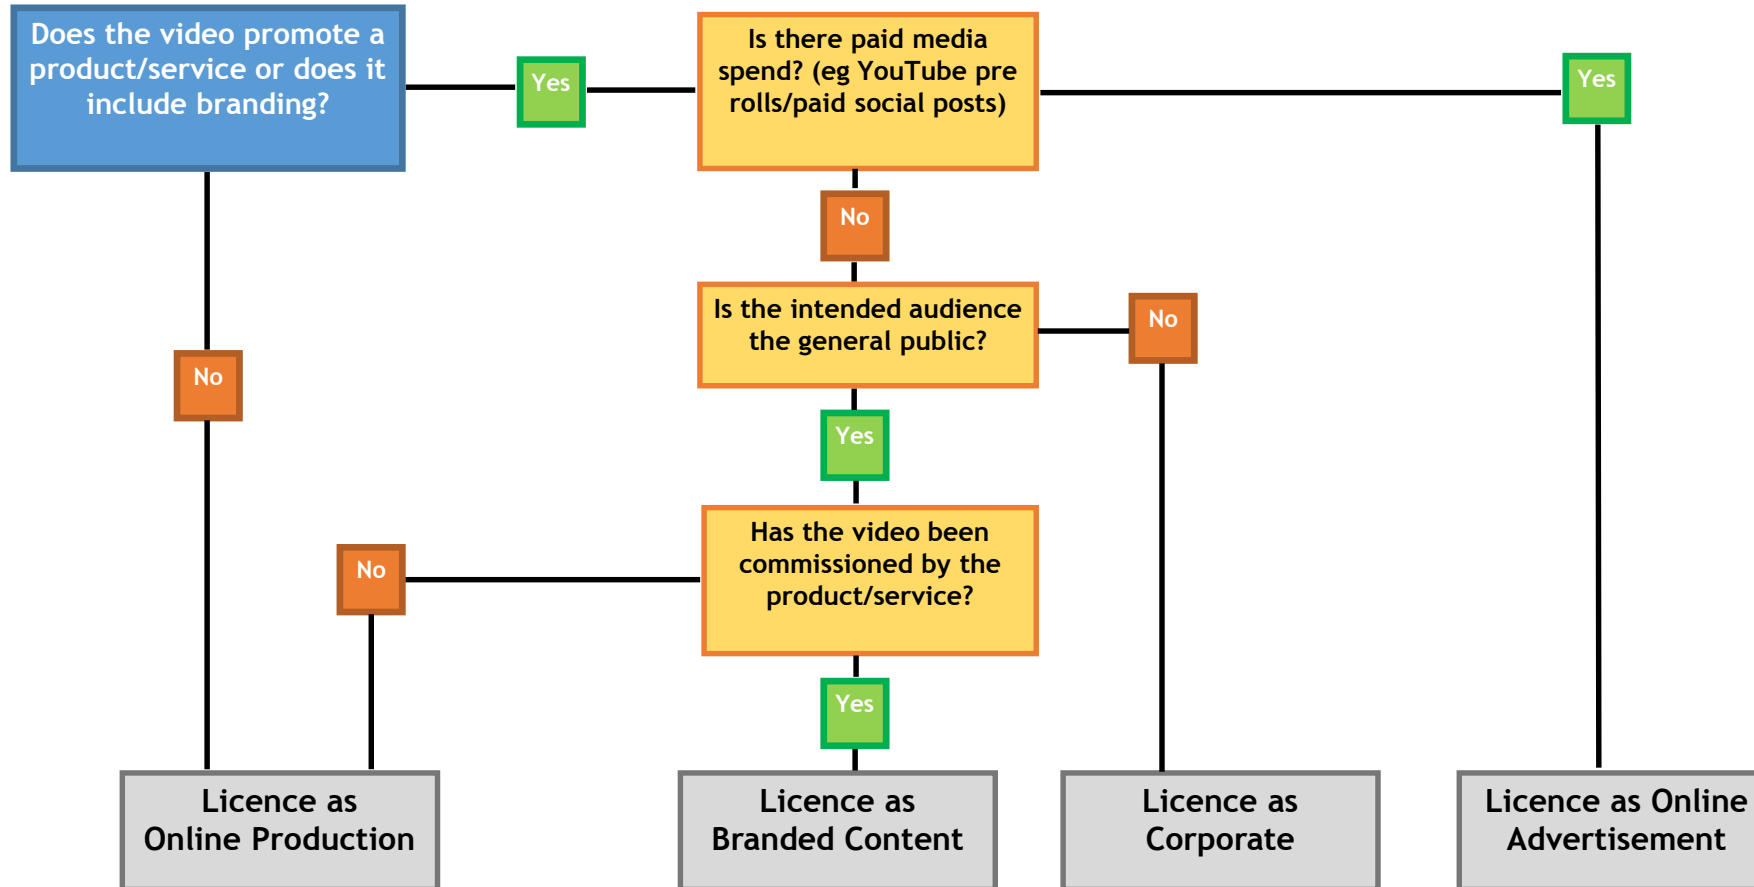 Does the video promote a
product/service or does it
include branding?
Yes
Is there paid media
spend? (eg YouTube pre
rolls/paid social posts)
Yes
No
Is the intended audience
the general public?
No
No
Yes
Has the video been
commissioned by the
product/service?
No
Yes
Licence as
Online Production
Licence as
Branded Content
Licence as
Corporate
Licence as Online
Advertisement